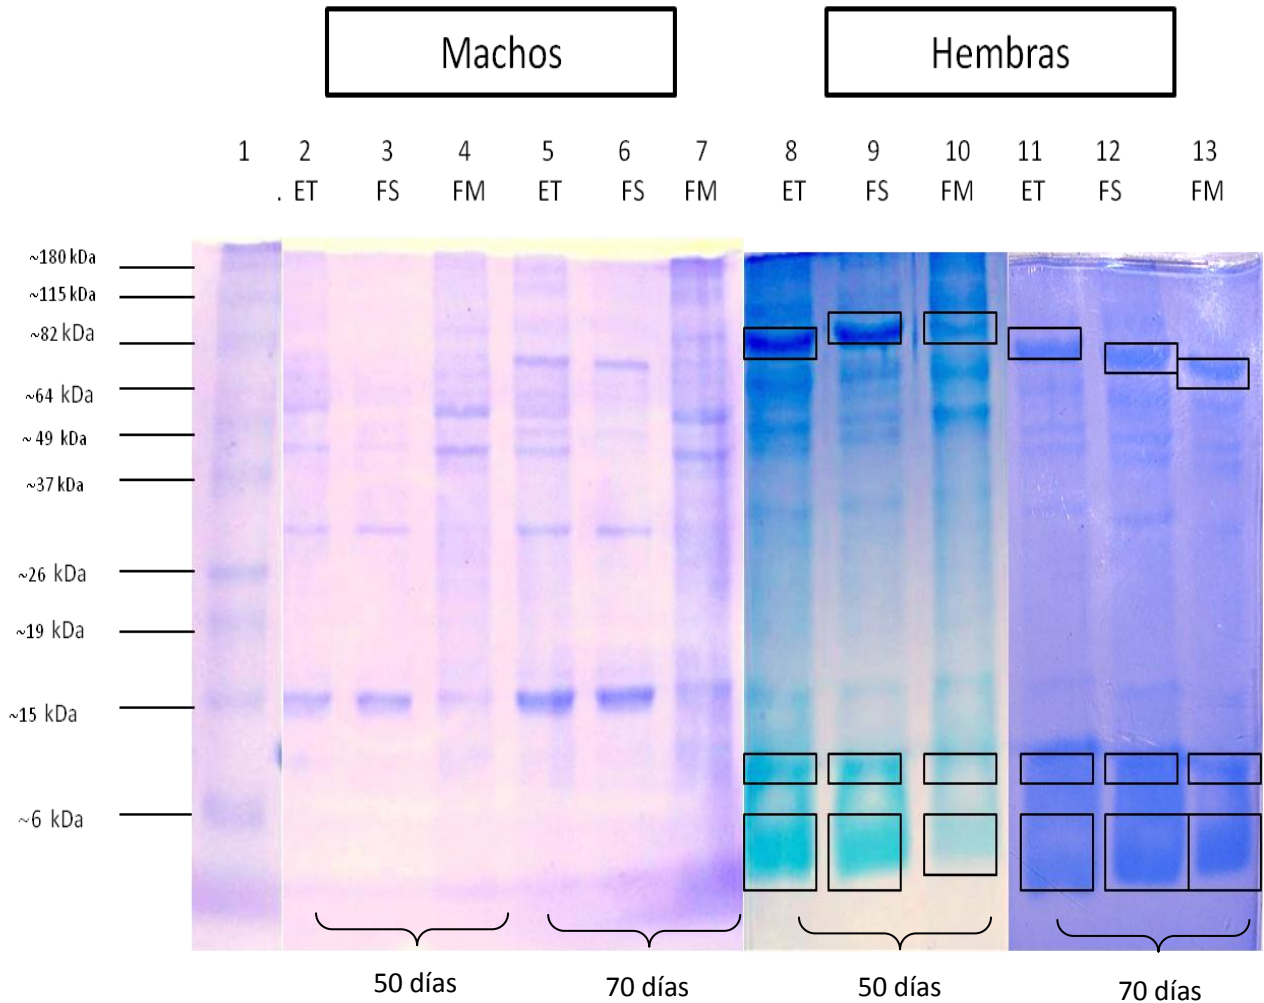 Machos Hembras
1 2 3 4 5 6 7 8 9 10 11 12 13
. ET FS FM ET FS FM ET FS FM ET FS FM
~180 kDa
~115 kDa
~82 kDa
~64 kDa
~ 49 kDa
~37 kDa
~26 kDa
~19 kDa
~15 kDa
~6 kDa
50 días 70 días 50 días 70 días